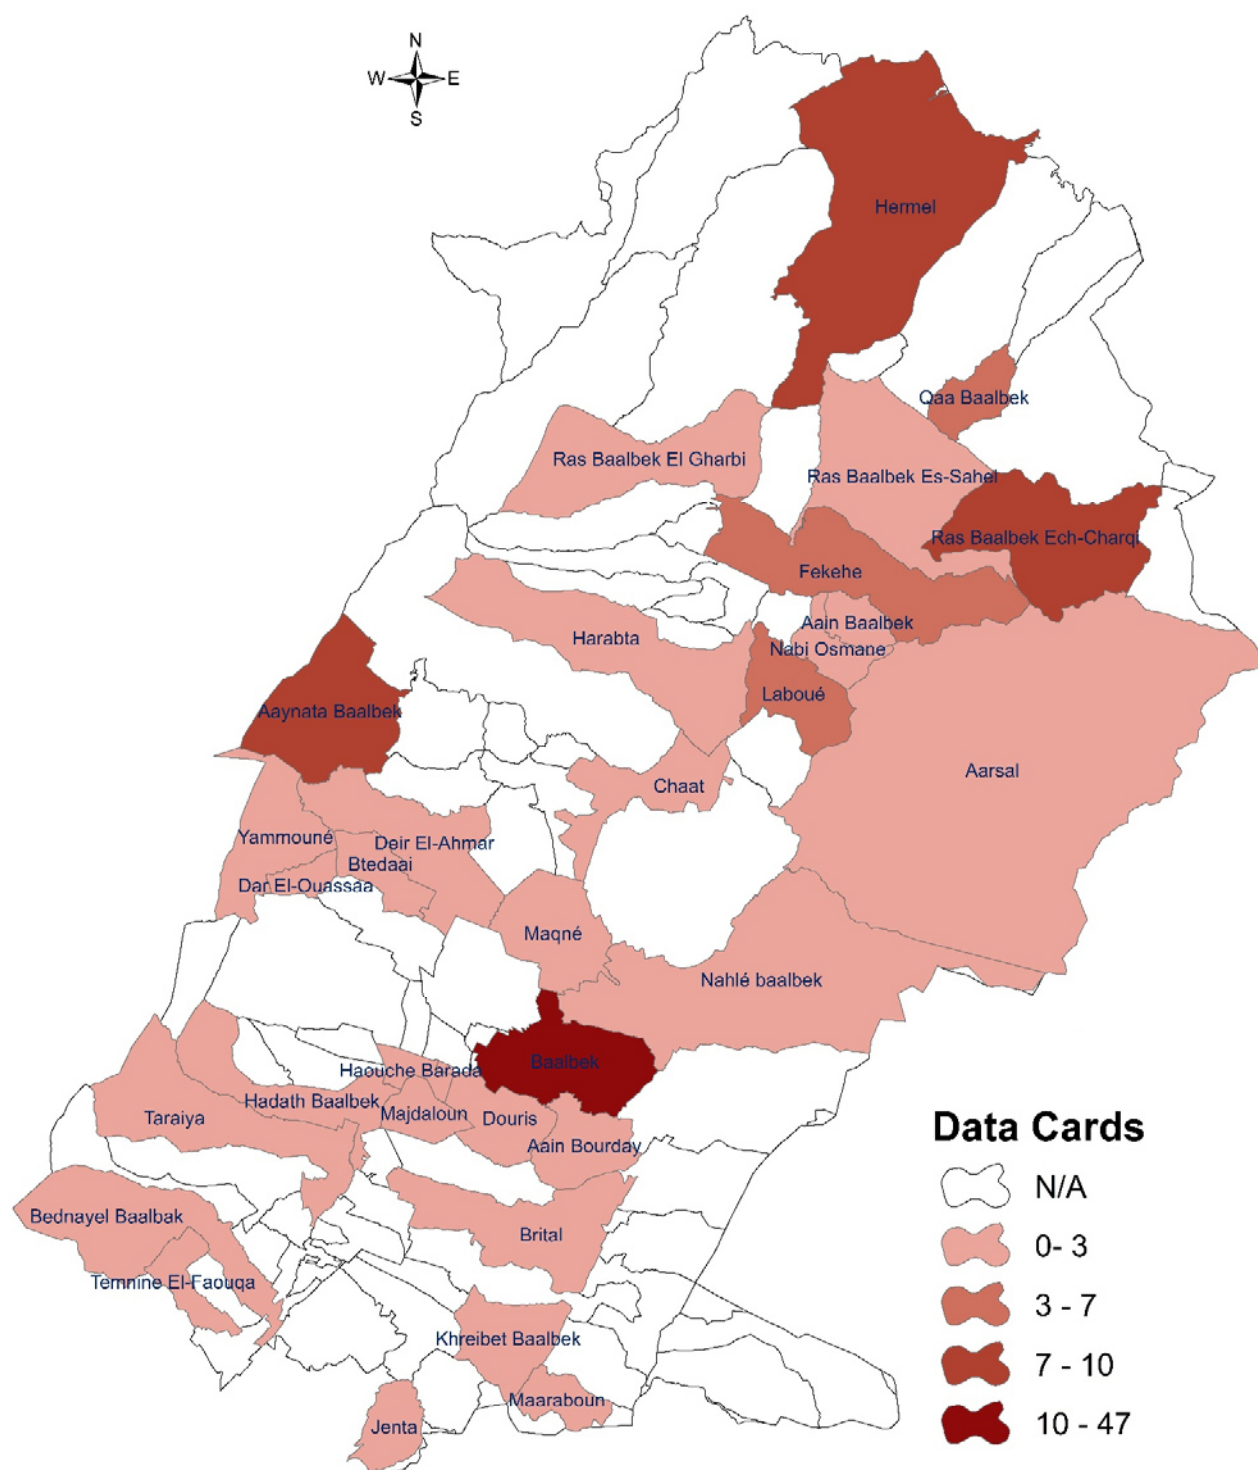 N
W E
S
Hermel
Qaa Baalbek
Ras Baalbek El Gharbi
Ras Baalbek Es-Sahel
Ras Baalbek Ech-Charqi
Fekehe
Aain Baalbek
Harabta
Nabi Osmane
Laboué
Aaynata Baalbek
Aarsal
Chaat
Yammouné
Deir El-Ahmar
Btedaai
Dar El-Ouassaa
Maqné
Nahlé baalbek
Baalbek
Haouche Barada
Hadath Baalbek
Majdaloun
Taraiya
Douris
Aain Bourday
Bednayel Baalbak
Brital
Temnine El-Faouqa
Khreibet Baalbek
Maaraboun
Jenta
Data Cards
N/A
0- 3
3 - 7
7 - 10
10 - 47